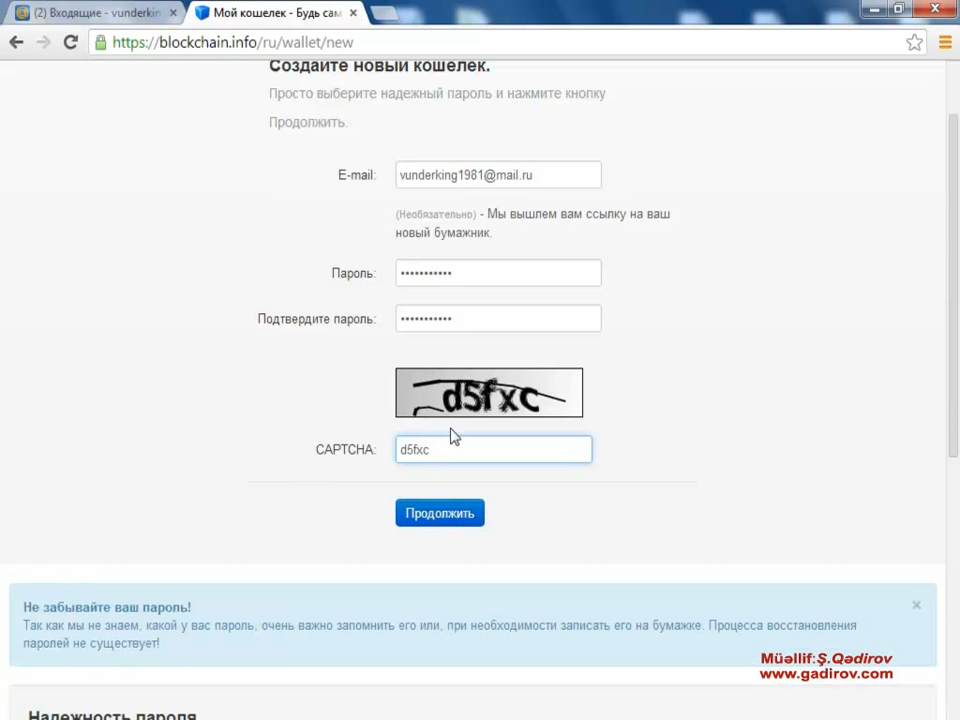 (2) Входящие - vunderkin
Мой кошелек - Будь сам
https://blockchain.info/ru/wallet/new
Создайте новый кошелек.
Просто выберите надежный пароль и нажмите кнопку
Продолжить.
E-mail: vunderking1981@mail.ru
(Необязательно) - Мы вышлем вам ссылку на ваш
новый бумажник.
Пароль: •••••••••••
Подтвердите пароль: •••••••••••
d5fxc
CAPTCHA: d5fxc
Продолжить
Не забывайте ваш пароль!
Так как мы не знаем, какой у вас пароль, очень важно запомнить его или, при необходимости записать его на бумажке. Процесса восстановления
паролей не существует!
Müəllif:Ş.Qədirov
www.gadirov.com
Надежность пароля